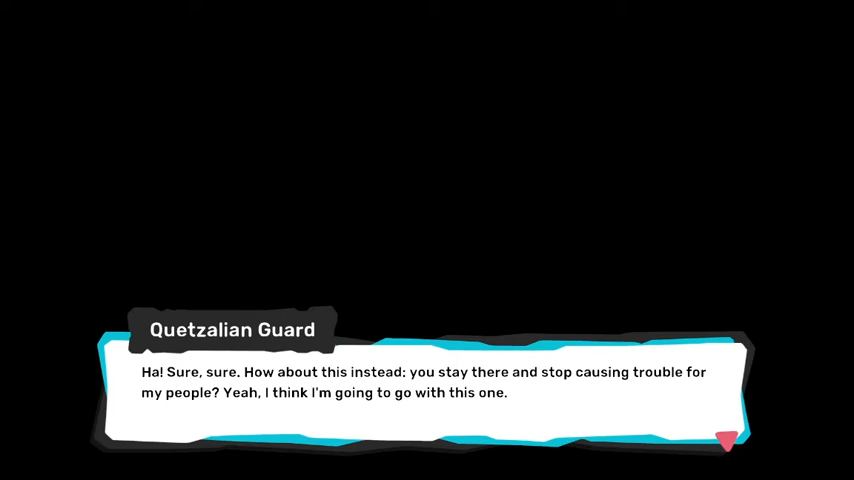 Quetzalian Guard
Ha! Sure, sure. How about this instead: you stay there and stop causing trouble for
my people? Yeah, I think I'm going to go with this one.